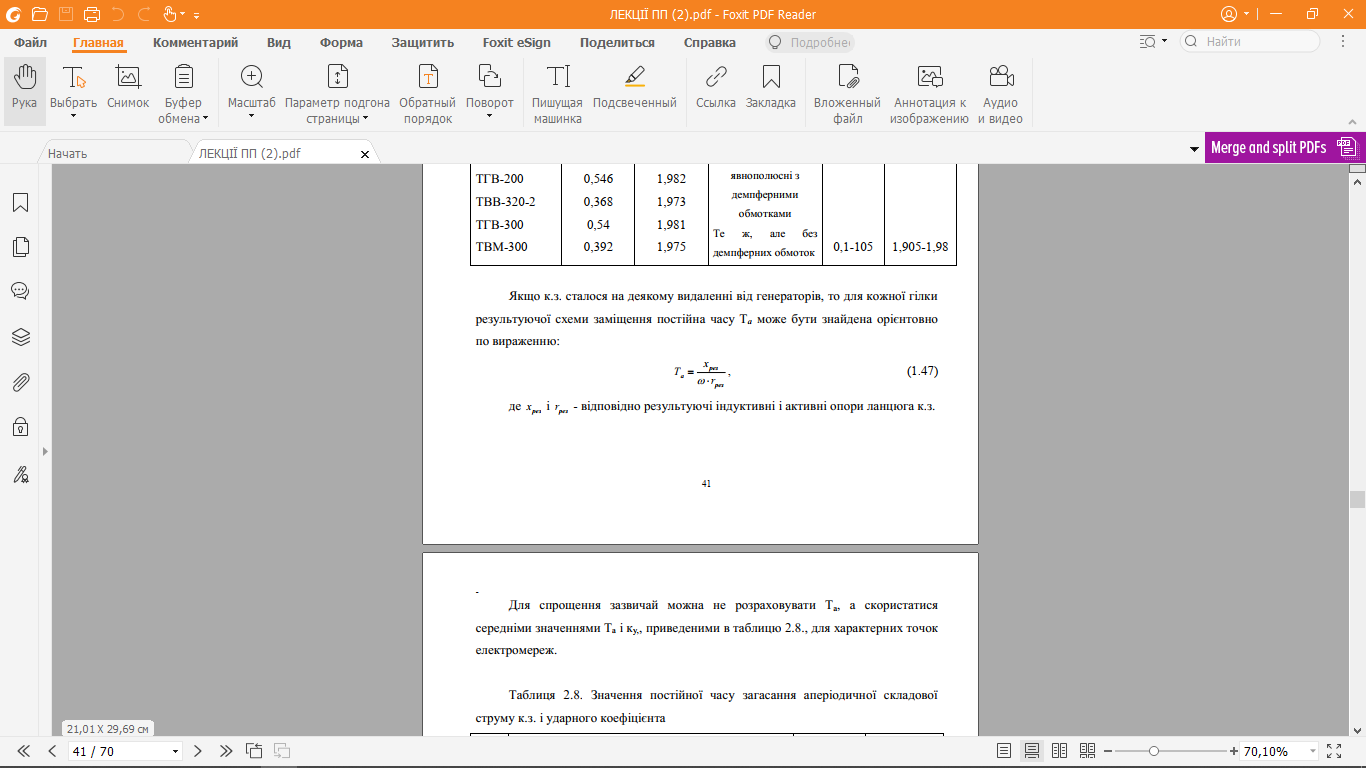 ЛЕКЦІЇ ПП (2).pdf - Foxit PDF Reader
Файл Главная Комментарий Вид Форма Защитить Foxit eSign Поделиться Справка Подробнее Найти
Рука Выбрать Снимок Буфер обмена Масштаб Параметр подгона страницы Обратный порядок Поворот Пишущая машинка Подсвеченный Ссылка Закладка Вложенный файл Аннотация к изображению Аудио и видео
Начать ЛЕКЦІЇ ПП (2).pdf Merge and split PDFs
ТГВ-200 0,546 1,982 явнополюсні з
ТВВ-320-2 0,368 1,973 демпферними
обмотками
ТГВ-300 0,54 1,981
Те ж, але без
ТВМ-300 0,392 1,975 демпферних обмоток 0,1-105 1,905-1,98
Якщо к.з. сталося на деякому видаленні від генераторів, то для кожної гілки
результуючої схеми заміщення постійна часу Та може бути знайдена орієнтовно
по вираженню:
Tа = xрез / ω · rрез , (1.47)
де xрез і rрез - відповідно результуючі індуктивні і активні опори ланцюга к.з.
41
-
Для спрощення зазвичай можна не розраховувати Та, а скористатися
середніми значеннями Та і ку,, приведеними в таблицю 2.8., для характерних точок
електромереж.
Таблиця 2.8. Значення постійної часу загасання аперіодичної складової
струму к.з. і ударного коефіцієнта
21,01 X 29,69 см
41 / 70 70,10%